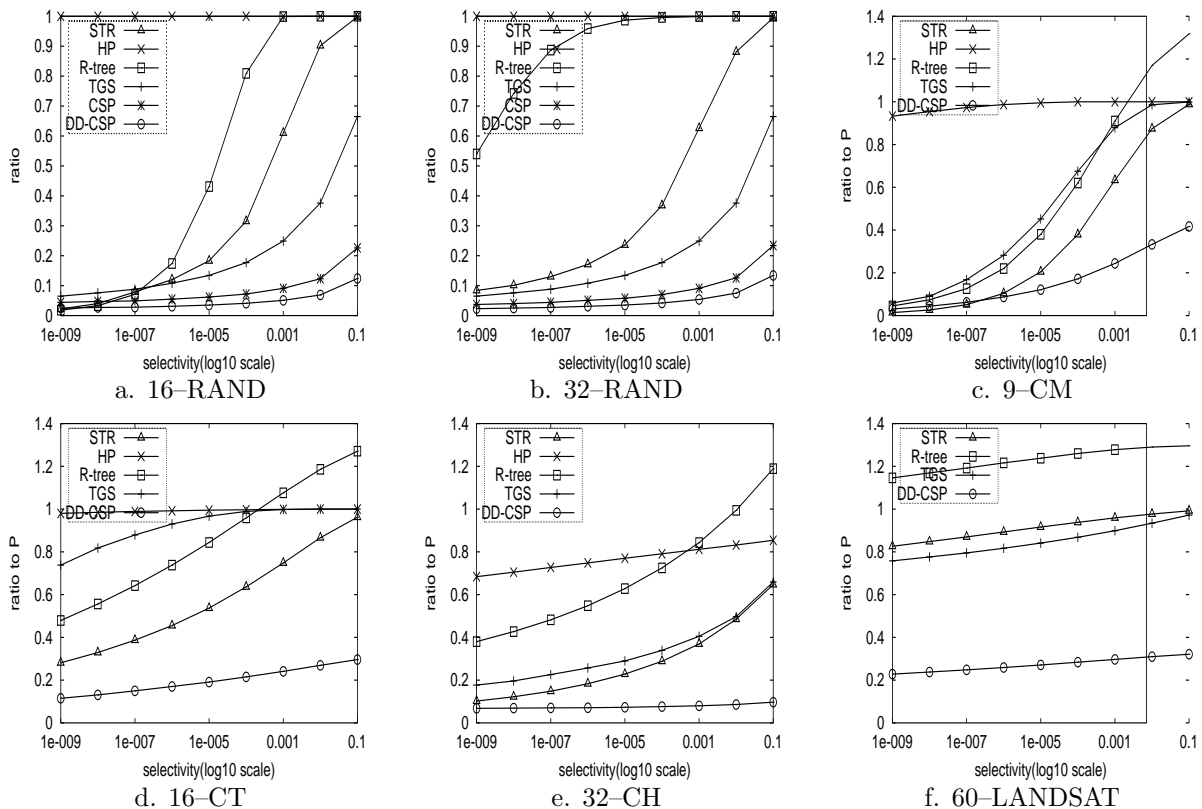 1
0.9
0.8
0.7
0.6
0.5
0.4
0.3
0.2
0.1
0
ratio
STR
HP
R-tree
TGS
CSP
DD-CSP
1e-009 1e-007 1e-005 0.001 0.1
selectivity(log10 scale)
a. 16–RAND
1
0.9
0.8
0.7
0.6
0.5
0.4
0.3
0.2
0.1
0
ratio
STR
HP
R-tree
TGS
CSP
DD-CSP
1e-009 1e-007 1e-005 0.001 0.1
selectivity(log10 scale)
b. 32–RAND
1.4
1.2
1
0.8
0.6
0.4
0.2
0
ratio to P
STR
HP
R-tree
TGS
DD-CSP
1e-009 1e-007 1e-005 0.001 0.1
selectivity(log10 scale)
c. 9–CM
1.4
1.2
1
0.8
0.6
0.4
0.2
0
ratio to P
STR
HP
R-tree
TGS
DD-CSP
1e-009 1e-007 1e-005 0.001 0.1
selectivity(log10 scale)
d. 16–CT
1.4
1.2
1
0.8
0.6
0.4
0.2
0
ratio to P
STR
HP
R-tree
TGS
DD-CSP
1e-009 1e-007 1e-005 0.001 0.1
selectivity(log10 scale)
e. 32–CH
1.4
1.2
1
0.8
0.6
0.4
0.2
0
ratio to P
STR
R-tree
TGS
DD-CSP
1e-009 1e-007 1e-005 0.001 0.1
selectivity(log10 scale)
f. 60–LANDSAT